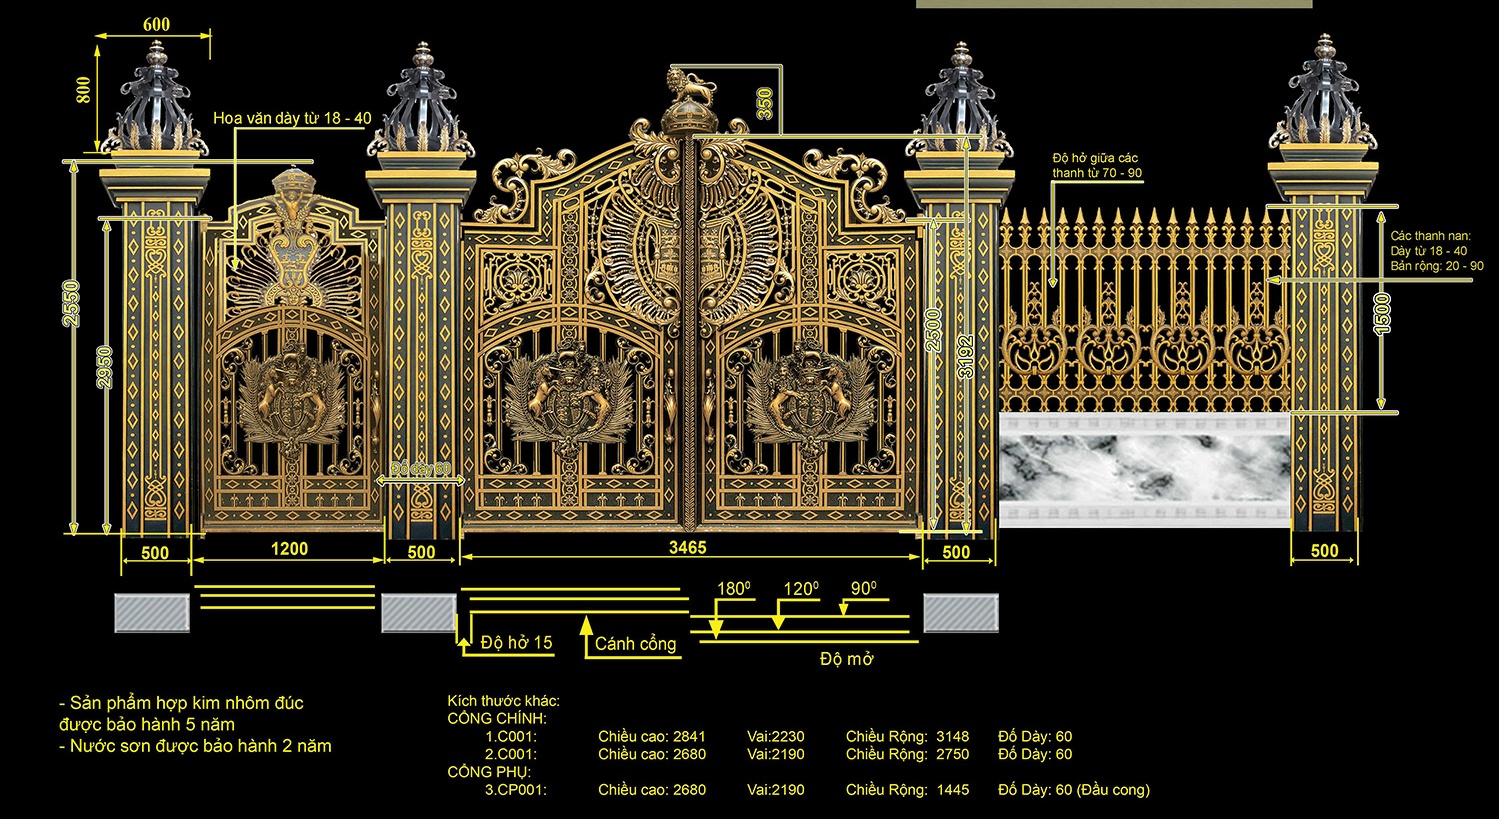 600
800
350
Hoa văn dày từ 18 - 40
Độ hở giữa các
thanh từ 70 - 90
Các thanh nan:
Dày từ 18 - 40
Bản rộng: 20 - 90
2550
2950
2500
3192
1500
Đố dày 60
500
1200
500
3465
500
500
180⁰
120⁰
90⁰
Độ hở 15
Cánh cổng
Độ mở
- Sản phẩm hợp kim nhôm đúc
được bảo hành 5 năm
- Nước sơn được bảo hành 2 năm
Kích thước khác:
CỔNG CHÍNH:
1.C001: Chiều cao: 2841 Vai:2230 Chiều Rộng: 3148 Đố Dày: 60
2.C001: Chiều cao: 2680 Vai:2190 Chiều Rộng: 2750 Đố Dày: 60
CỔNG PHỤ:
3.CP001: Chiều cao: 2680 Vai:2190 Chiều Rộng: 1445 Đố Dày: 60 (Đầu cong)